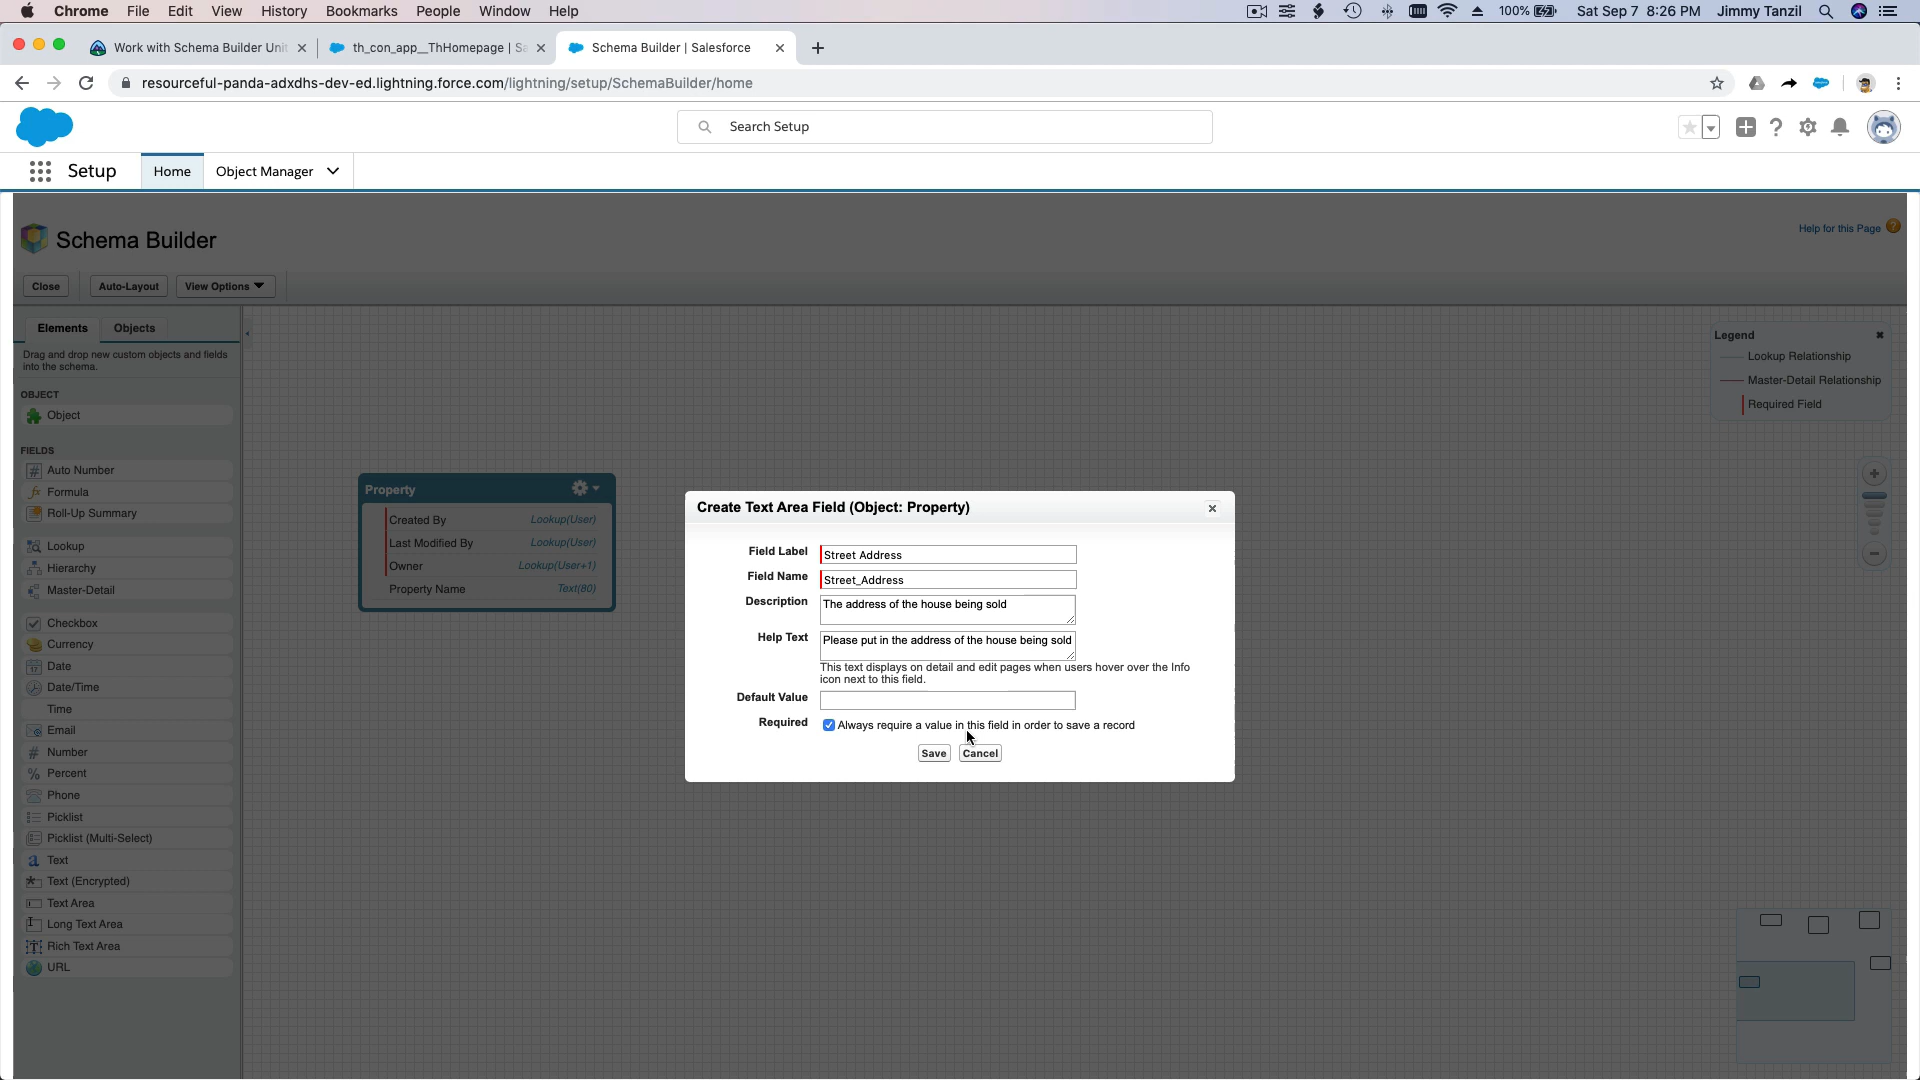 Chrome File Edit View History Bookmarks People Window Help 100% Sat Sep 7 8:26 PM Jimmy Tanzil
Work with Schema Builder Unit
th_con_app__ThHomepage | Sa
Schema Builder | Salesforce
resourceful-panda-adxdhs-dev-ed.lightning.force.com/lightning/setup/SchemaBuilder/home
Search Setup
Setup Home Object Manager
Schema Builder
Help for this Page
Close Auto-Layout View Options
Elements Objects
Drag and drop new custom objects and fields
into the schema.
OBJECT
Object
FIELDS
Auto Number
Formula
Roll-Up Summary
Lookup
Hierarchy
Master-Detail
Checkbox
Currency
Date
Date/Time
Time
Email
Number
Percent
Phone
Picklist
Picklist (Multi-Select)
Text
Text (Encrypted)
Text Area
Long Text Area
Rich Text Area
URL
Property
Created By Lookup(User)
Last Modified By Lookup(User)
Owner Lookup(User+1)
Property Name Text(80)
Create Text Area Field (Object: Property)
Field Label Street Address
Field Name Street_Address
Description The address of the house being sold
Help Text Please put in the address of the house being sold
This text displays on detail and edit pages when users hover over the Info
icon next to this field.
Default Value
Required Always require a value in this field in order to save a record
Save Cancel
Legend
Lookup Relationship
Master-Detail Relationship
Required Field